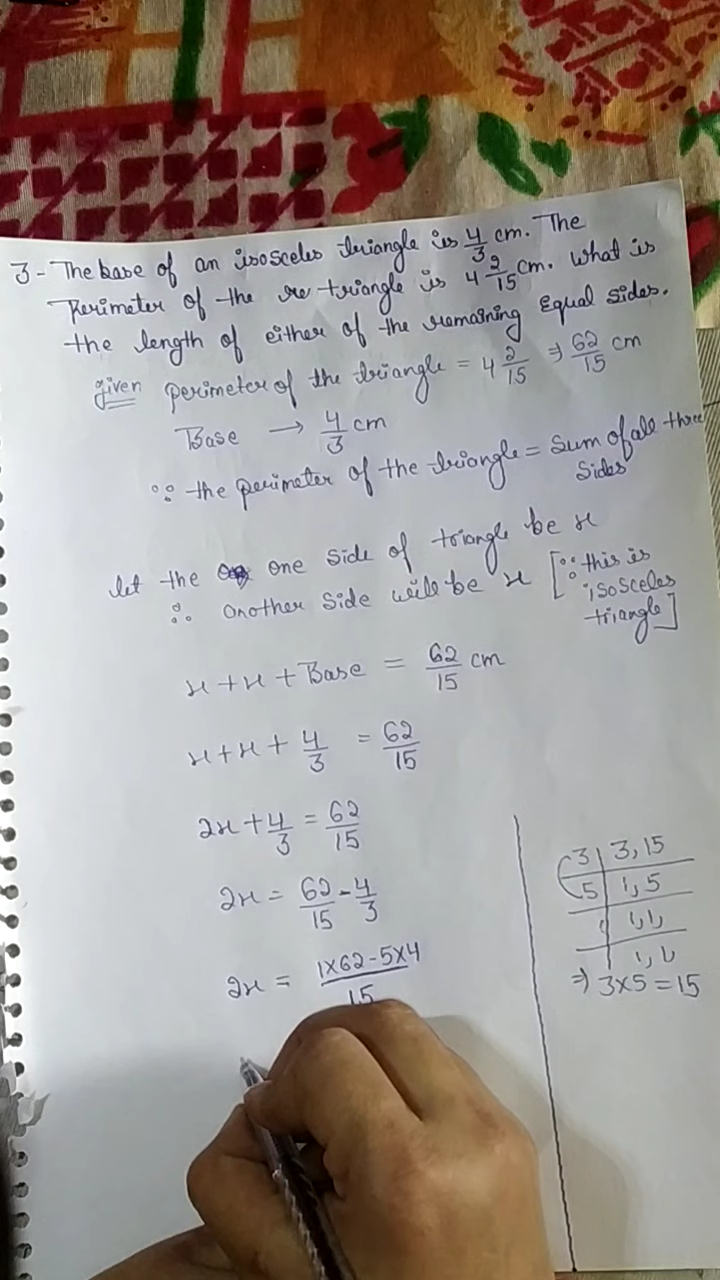 3 - The base of an isosceles triangle is 4/3 cm. The
Perimeter of the re triangle is 4 2/15 cm. What is
the length of either of the remaining Equal sides.
given perimeter of the triangle = 4 2/15 ⇒ 62/15 cm
Base → 4/3 cm
∵ the perimeter of the triangle = Sum of all three
Sides
let the one side of triangle be x
∴ another side will be x [∵ this is
isosceles
triangle]
x + x + Base = 62/15 cm
x + x + 4/3 = 62/15
2x + 4/3 = 62/15
2x = 62/15 - 4/3
2x = 1×62 - 5×4 / 15
3 | 3, 15
5 | 1, 5
1 | 1, 1,
| 1, 1
⇒ 3×5 = 15